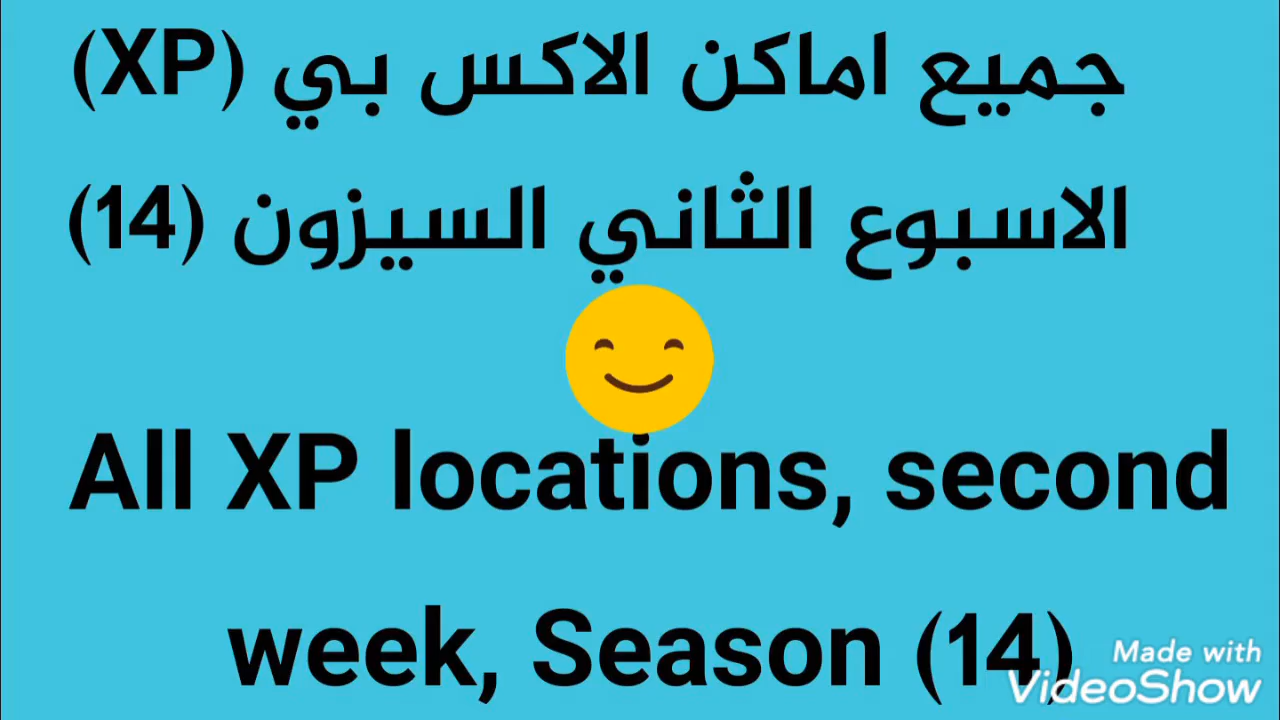 جميع اماكن الاكس بي (XP)
الاسبوع الثاني السيزون (14)
All XP locations, second
week, Season (14)
Made with
VideoShow